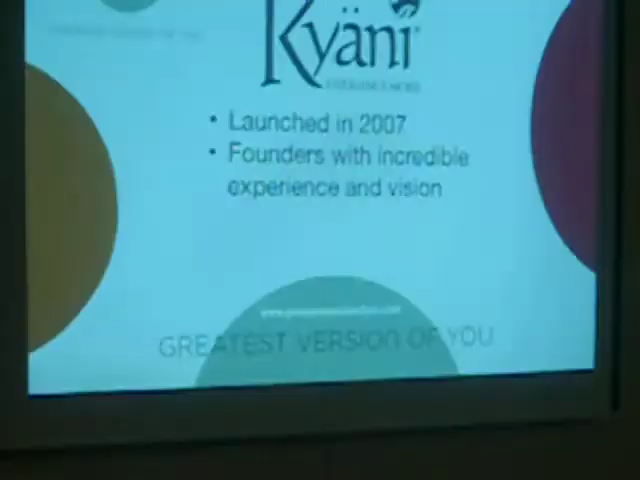 Kyäni
• Launched in 2007
• Founders with incredible
experience and vision
GREATEST VERSION OF YOU